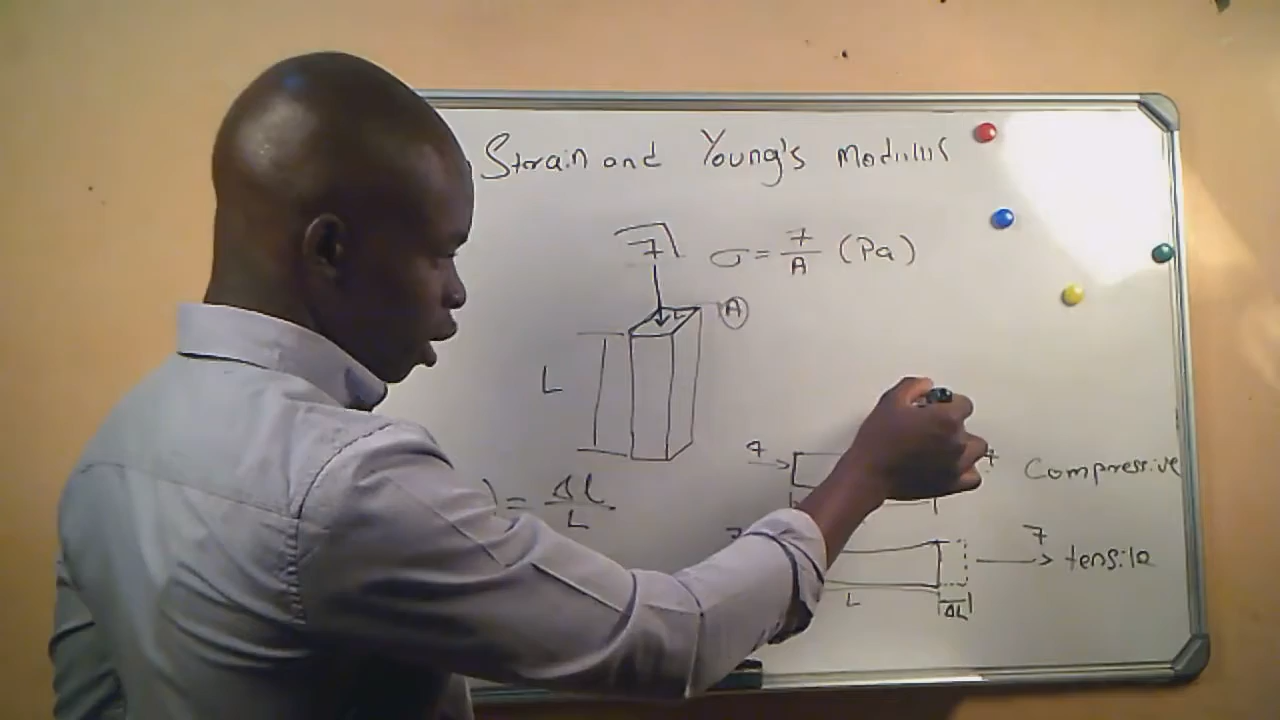 Strain and Young's Modulus
F σ = F/A (Pa)
A
L
) = Δl/L
F F Compressive
F tensile
L ΔL